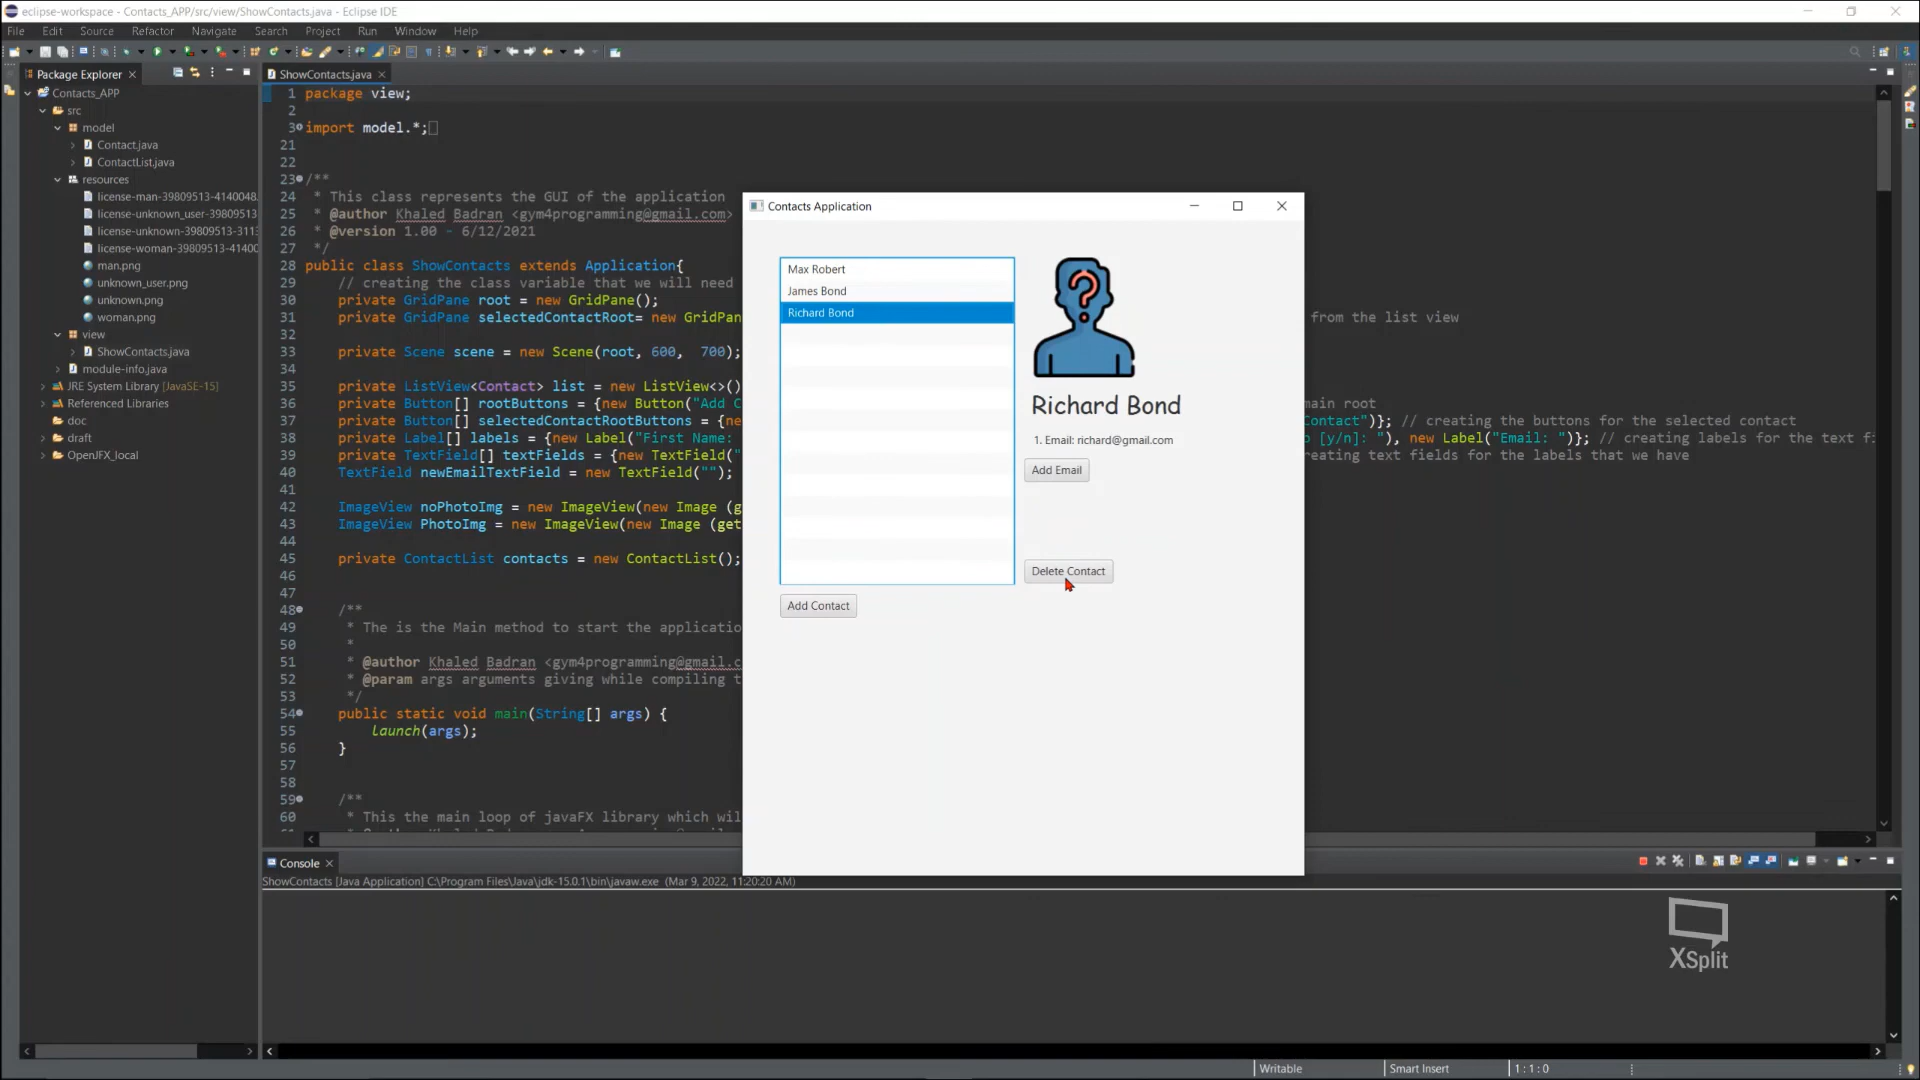 eclipse-workspace - Contacts_APP/src/view/ShowContacts.java - Eclipse IDE
File Edit Source Refactor Navigate Search Project Run Window Help
Package Explorer
Contacts_APP
src
model
Contact.java
ContactList.java
resources
license-man-39809513-4140048.
license-unknown_user-39809513
license-unknown-39809513-3113
license-woman-39809513-41400
man.png
unknown_user.png
unknown.png
woman.png
view
ShowContacts.java
module-info.java
JRE System Library [JavaSE-15]
Referenced Libraries
doc
draft
OpenJFX_local
ShowContacts.java
1 package view;
2
3 import model.*;
21
22
23 /**
24 * This class represents the GUI of the application
25 * @author Khaled Badran <gym4programming@gmail.com>
26 * @version 1.00 - 6/12/2021
27 */
28 public class ShowContacts extends Application{
29 // creating the class variable that we will need
30 private GridPane root = new GridPane();
31 private GridPane selectedContactRoot= new GridPan from the list view
32
33 private Scene scene = new Scene(root, 600, 700);
34
35 private ListView<Contact> list = new ListView<>()
36 private Button[] rootButtons = {new Button("Add C main root
37 private Button[] selectedContactRootButtons = {ne ontact")}; // creating the buttons for the selected contact
38 private Label[] labels = {new Label("First Name: o [y/n]: "), new Label("Email: ")}; // creating labels for the text fi
39 private TextField[] textFields = {new TextField(" reating text fields for the labels that we have
40 TextField newEmailTextField = new TextField("");
41
42 ImageView noPhotoImg = new ImageView(new Image (g
43 ImageView PhotoImg = new ImageView(new Image (get
44
45 private ContactList contacts = new ContactList();
46
47
48 /**
49 * The is the Main method to start the applicatio
50 *
51 * @author Khaled Badran <gym4programming@gmail.c
52 * @param args arguments giving while compiling t
53 */
54 public static void main(String[] args) {
55 launch(args);
56 }
57
58
59 /**
60 * This the main loop of javaFX library which wil
Contacts Application
Max Robert
James Bond
Richard Bond
Add Contact
Richard Bond
1. Email: richard@gmail.com
Add Email
Delete Contact
Console
ShowContacts [Java Application] C:\Program Files\Java\jdk-15.0.1\bin\javaw.exe (Mar 9, 2022, 11:20:20 AM)
XSplit
Writable Smart Insert 1 : 1 : 0